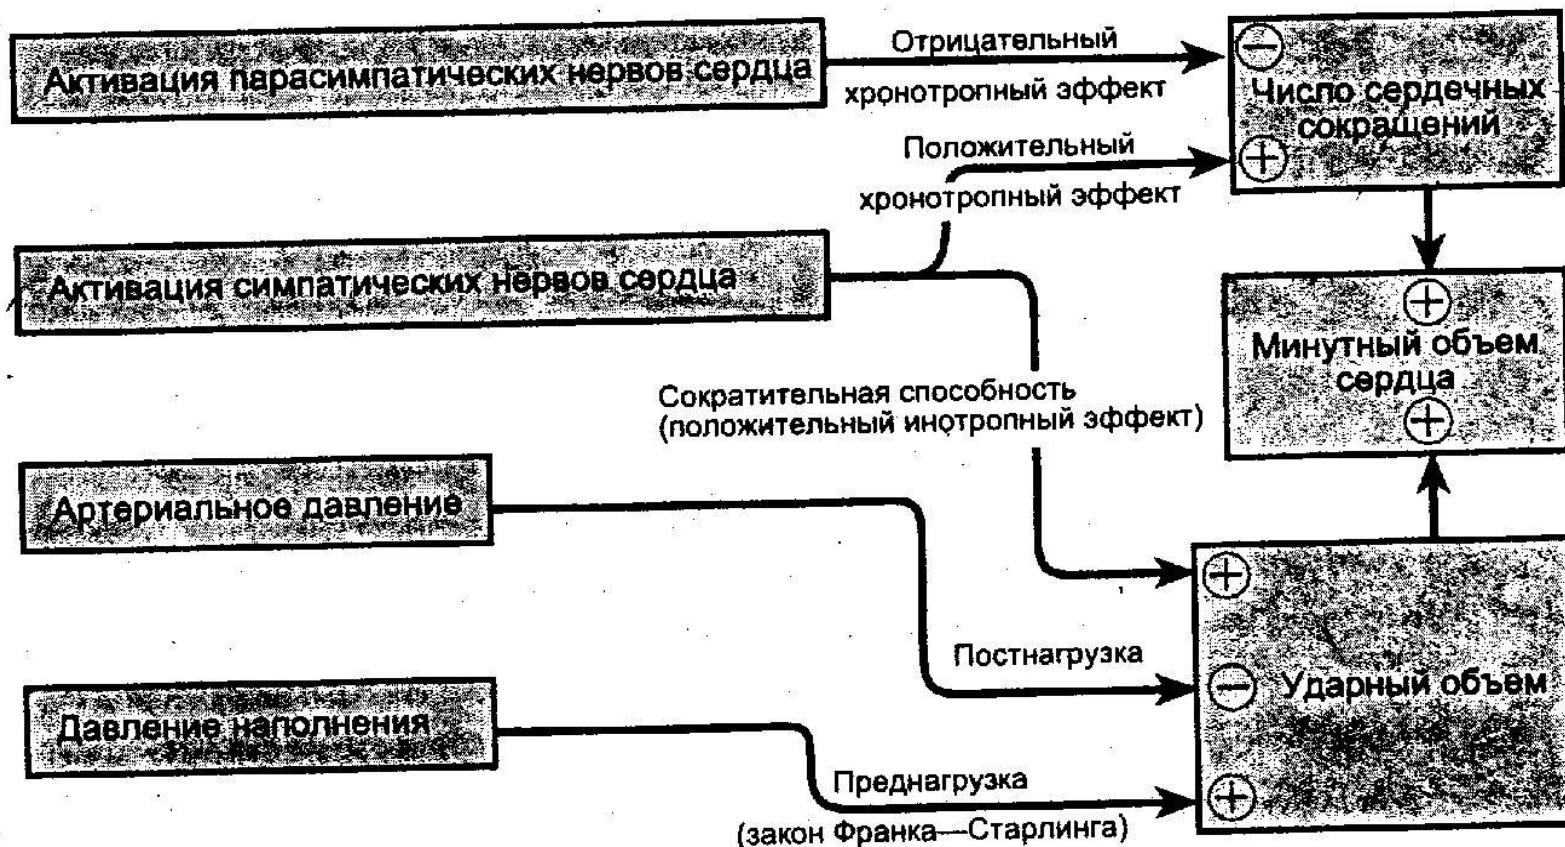 Активация парасимпатических нервов сердца
Отрицательный
хронотропный эффект
−
Число сердечных
сокращений
+
Положительный
хронотропный эффект
Активация симпатических нервов сердца
+
Минутный объем
сердца
+
Сократительная способность
(положительный инотропный эффект)
Артериальное давление
+
Постнагрузка
−
Ударный объем
Давление наполнения
Преднагрузка
+
(закон Франка—Старлинга)